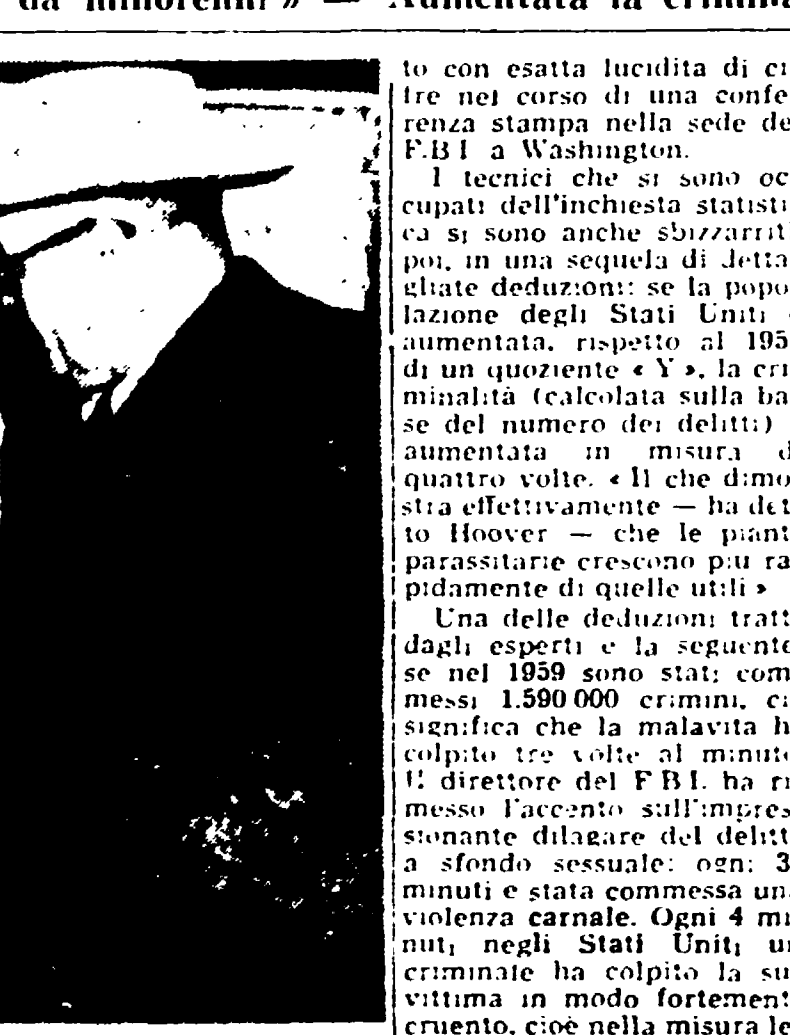 da minorenni » — Aumentata la crimina
to con esatta lucidita di ci
fre nel corso di una confe
renza stampa nella sede de
F.B I a Washington.
I tecnici che si sono oc
cupati dell'inchiesta statisti
ca si sono anche sbizzarriti
poi, in una sequela di detta
gliate deduzioni: se la popo
lazione degli Stati Uniti
aumentata, rispetto al 195
di un quoziente « Y », la cri
minalità (calcolata sulla ba
se del numero dei delitti)
aumentata in misura d
quattro volte. « Il che dimo
stra effettivamente — ha det
to Hoover — che le piant
parassitarie crescono piu ra
pidamente di quelle utili »
Una delle deduzioni tratt
dagli esperti e la seguente
se nel 1959 sono stati com
messi 1.590 000 crimini, ci
significa che la malavita h
colpito tre volte al minuto
Il direttore del F B I. ha ri
messo l'accento sull'impres
sionante dilagare del delitt
a sfondo sessuale: ogni 3
minuti e stata commessa una
violenza carnale. Ogni 4 mi
nuti negli Stati Uniti un
criminale ha colpito la su
vittima in modo fortement
cruento, cioè nella misura le